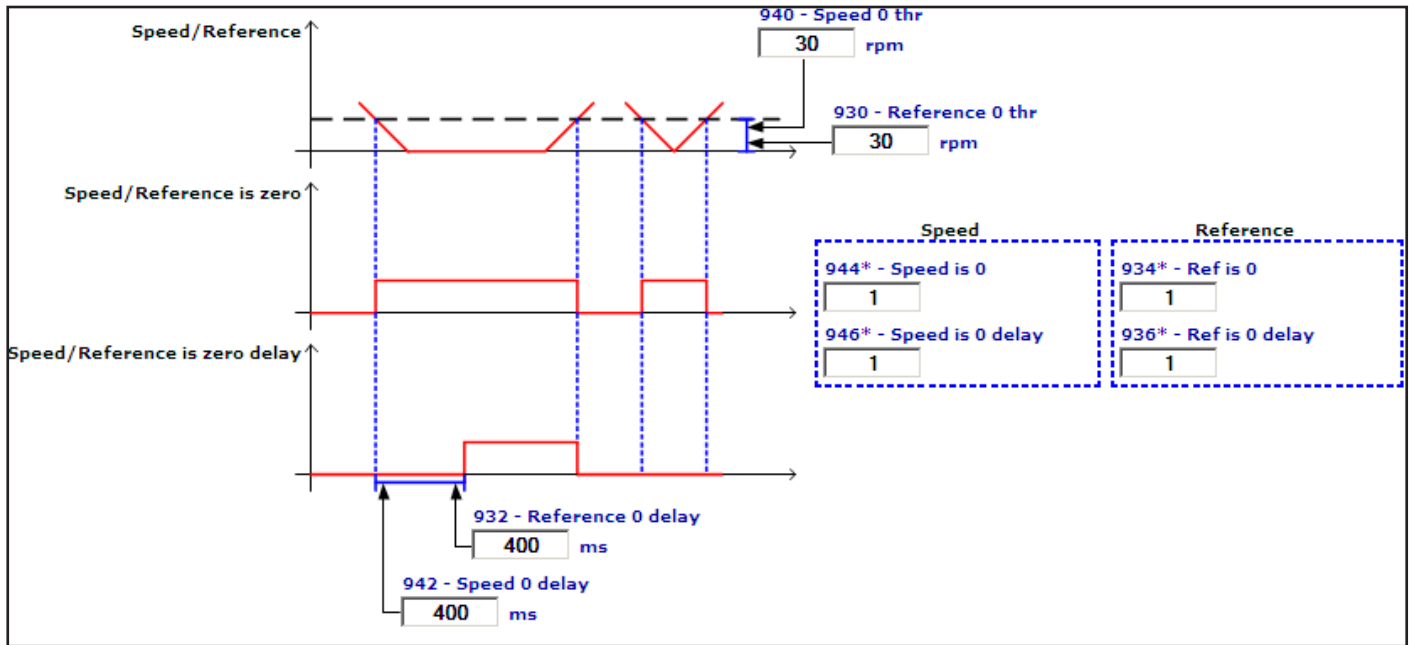 940 - Speed 0 thr
Speed/Reference
30 rpm
930 - Reference 0 thr
30 rpm
Speed/Reference is zero
Speed Reference
944* - Speed is 0 934* - Ref is 0
1 1
946* - Speed is 0 delay 936* - Ref is 0 delay
Speed/Reference is zero delay
1 1
932 - Reference 0 delay
400 ms
942 - Speed 0 delay
400 ms